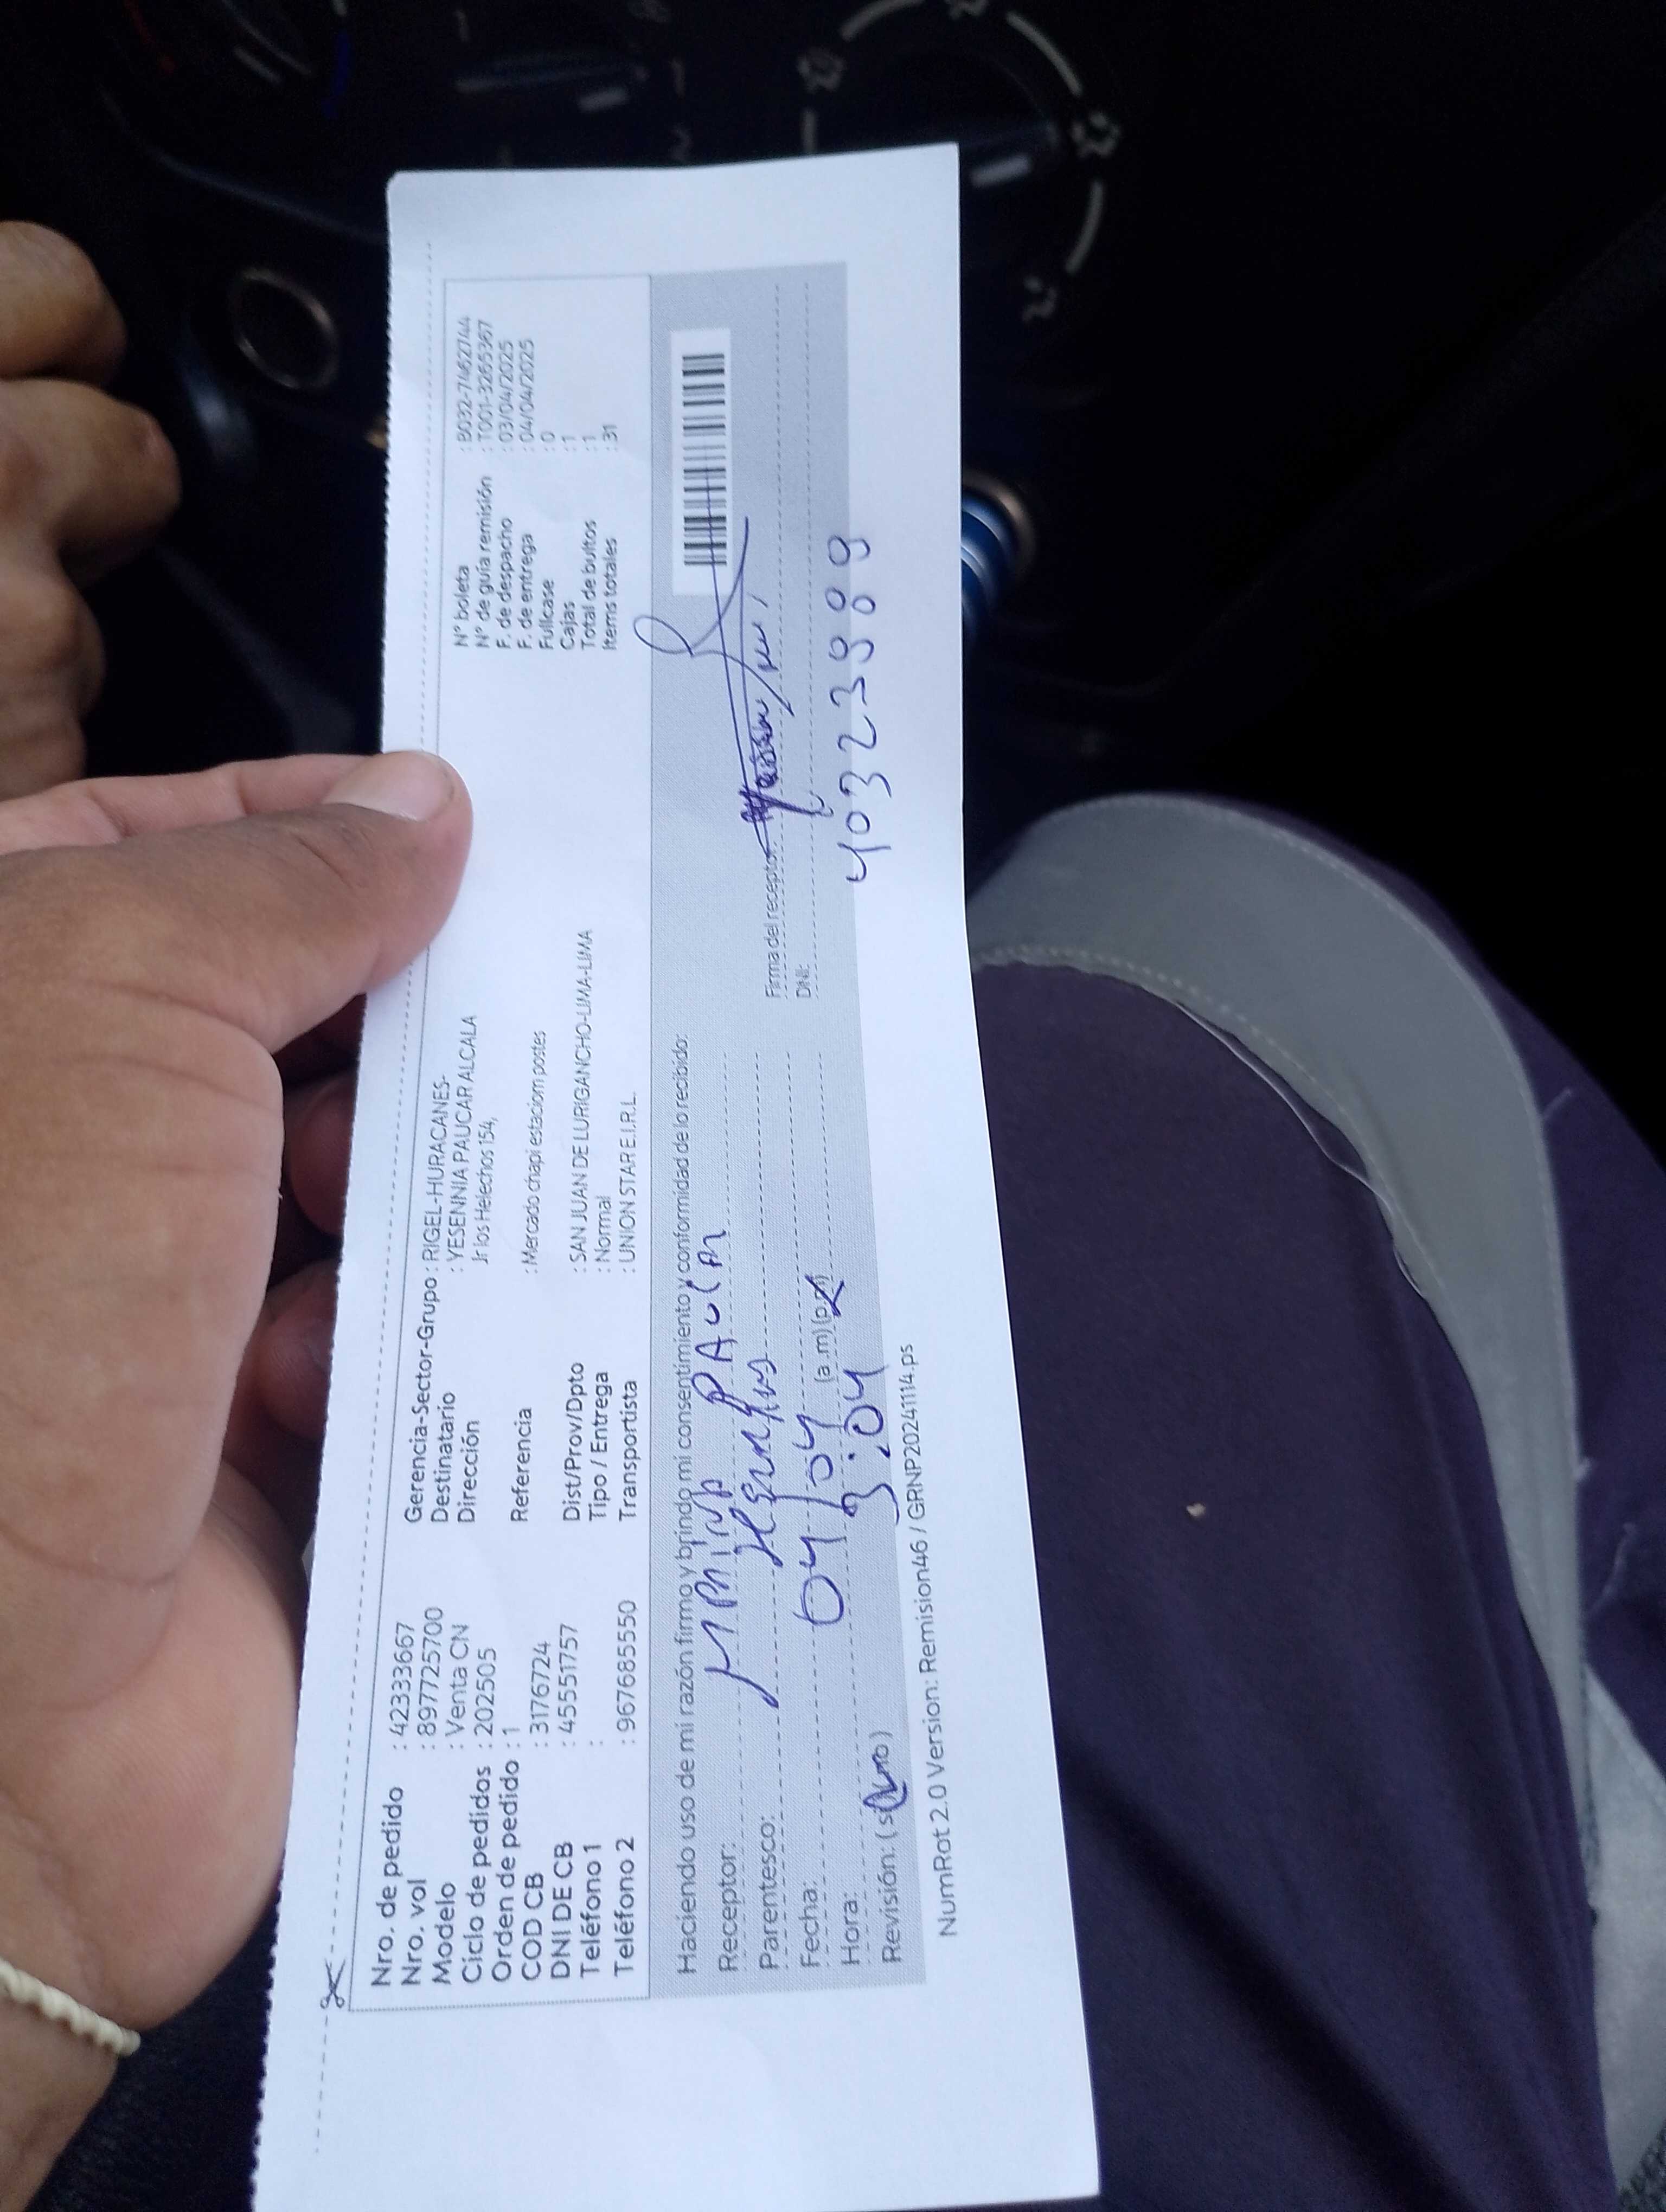 Nro. de pedido : 42333667
Nro. vol : 8977725700
Modelo : Venta CN
Ciclo de pedidos : 202505
Orden de pedido : 1
COD CB : 3176724
DNI DE CB : 45551757
Teléfono 1 :
Teléfono 2 : 967685550
Gerencia-Sector-Grupo : RIGEL-HURACANES-
Destinatario : YESENNIA PAUCAR ALCALA
Dirección Jr los Helechos 154,
Referencia : Mercado chapi estaciom postes
Dist/Prov/Dpto : SAN JUAN DE LURIGANCHO-LIMA-LIMA
Tipo / Entrega : Normal
Transportista : UNION STAR E.I.R.L.
N° boleta : B032-71462744
N° de guía remisión : T001-3265367
F. de despacho : 03/04/2025
F. de entrega : 04/04/2025
Fullcase : 0
Cajas : 1
Total de bultos : 1
Items totales : 31
Haciendo uso de mi razón firmo y brindo mi consentimiento y conformidad de lo recibido:
Receptor:
Parentesco:
Fecha: 04/04
Hora: 3:04 (a.m) (p.m)
Revisión: (
Firma del receptor:
DNI: 40323989
NumRot 2.0 Version: Remision46 / GRNP20241114.ps